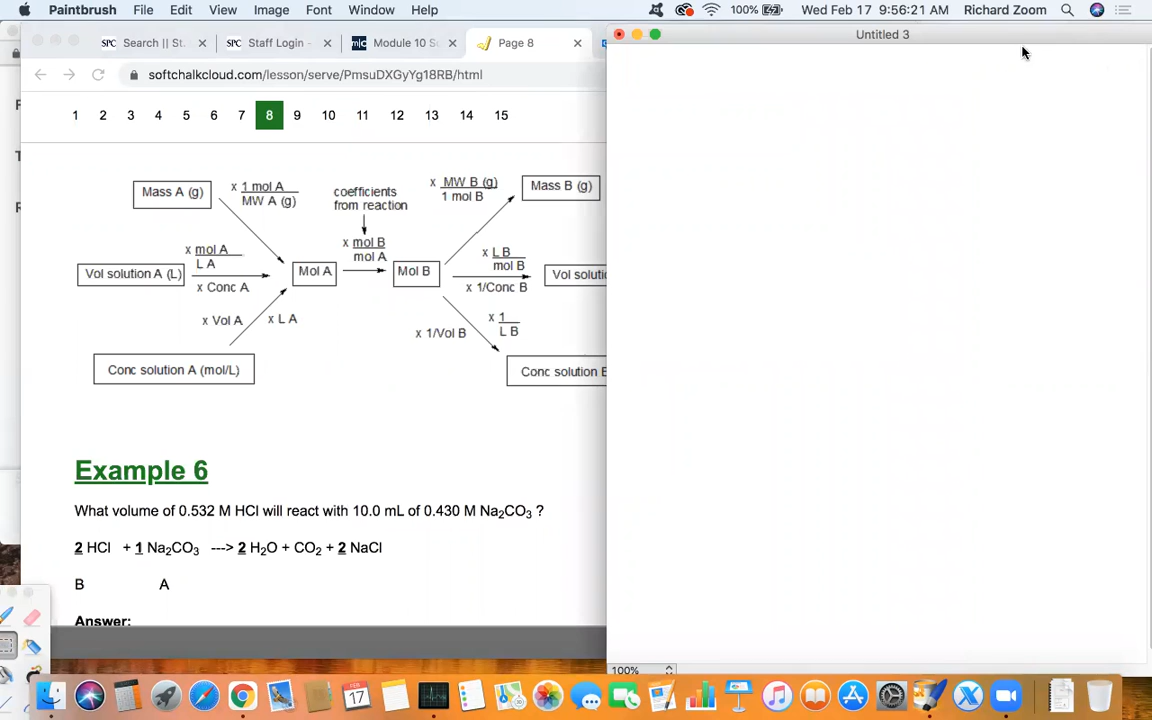 Paintbrush File Edit View Image Font Window Help 100% Wed Feb 17 9:56:21 AM Richard Zoom
Search || St. Staff Login - Module 10 Su Page 8
Untitled 3
softchalkcloud.com/lesson/serve/PmsuDXGyYg18RB/html
1 2 3 4 5 6 7 8 9 10 11 12 13 14 15
Mass A (g)
x 1 mol A
MW A (g)
coefficients
from reaction
x MW B (g)
1 mol B
Mass B (g)
x mol A
L A
x mol B
mol A
x L B
mol B
Vol solution A (L)
Mol A
Mol B
Vol solutio
x Conc A
x 1/Conc B
x Vol A
x L A
x 1/Vol B
x 1
L B
Conc solution A (mol/L)
Conc solution B
Example 6
What volume of 0.532 M HCl will react with 10.0 mL of 0.430 M Na₂CO₃ ?
2 HCl + 1 Na₂CO₃ ---> 2 H₂O + CO₂ + 2 NaCl
B A
Answer:
100%
FEB
17